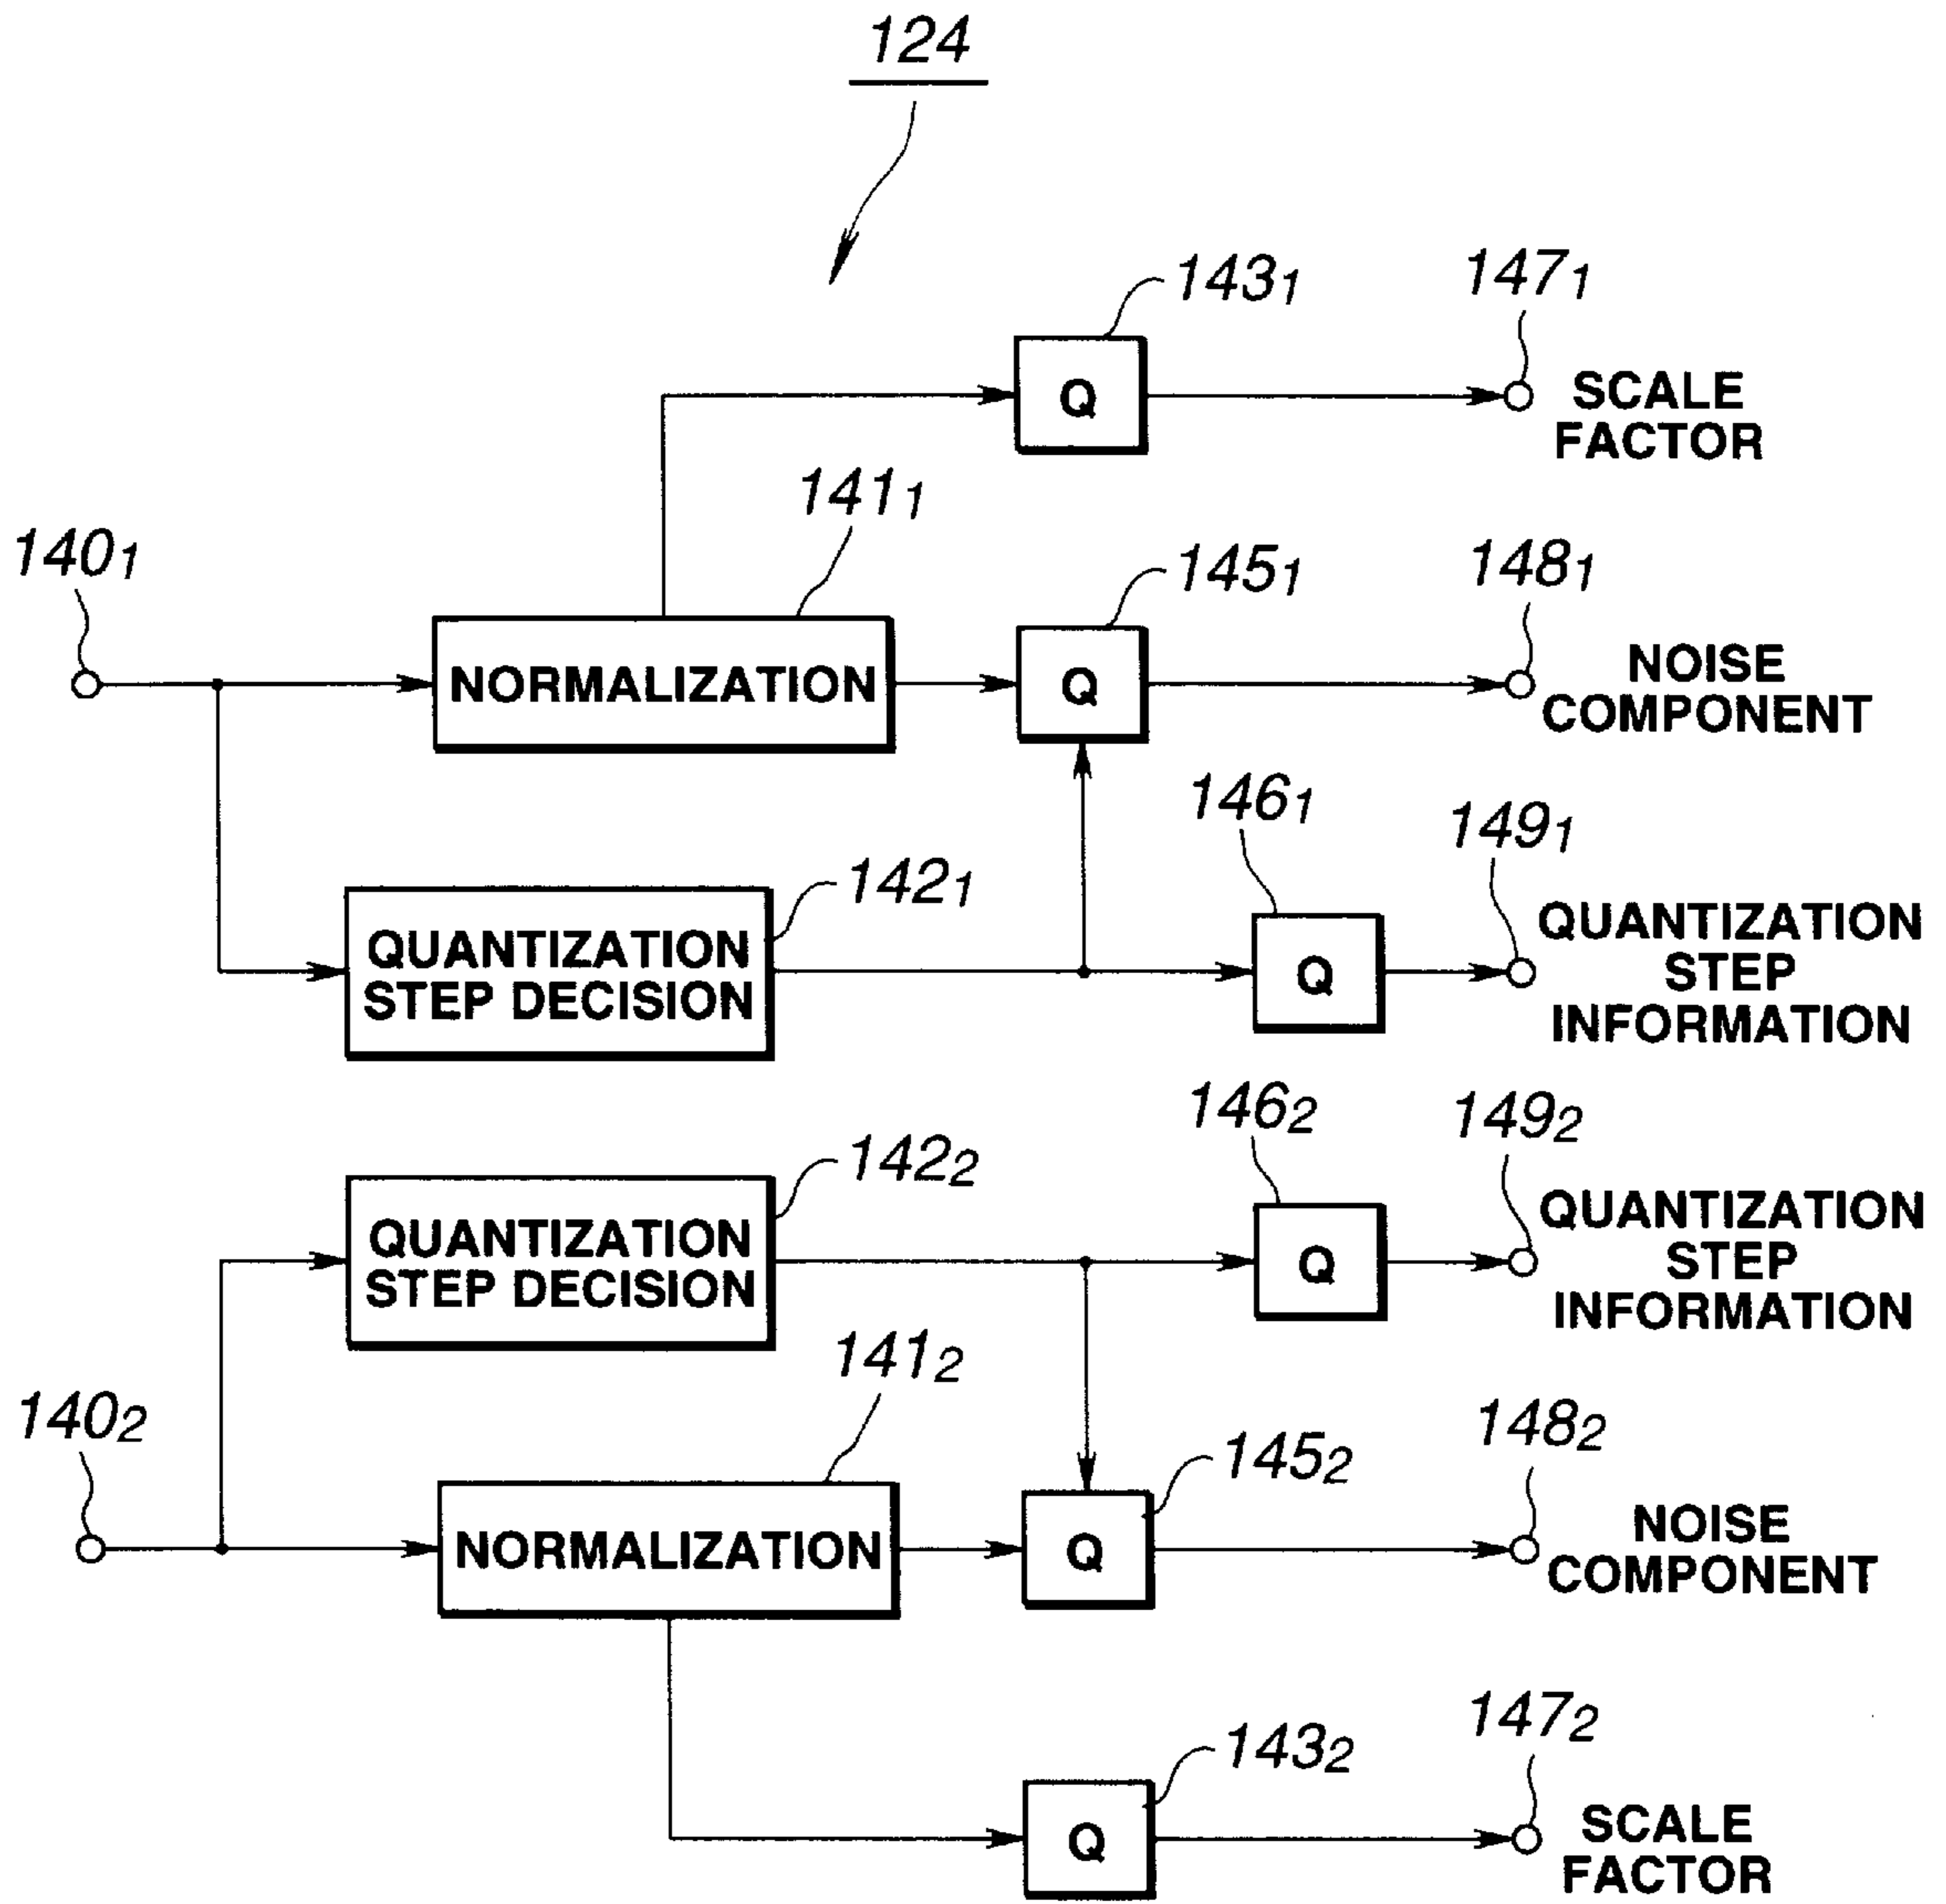 124
143₁
147₁
Q
SCALE
FACTOR
141₁
140₁
145₁
148₁
NORMALIZATION
Q
NOISE
COMPONENT
146₁
149₁
142₁
QUANTIZATION
STEP DECISION
Q
QUANTIZATION
STEP
INFORMATION
146₂
149₂
142₂
QUANTIZATION
STEP DECISION
Q
QUANTIZATION
STEP
INFORMATION
141₂
140₂
145₂
148₂
NORMALIZATION
Q
NOISE
COMPONENT
143₂
147₂
Q
SCALE
FACTOR